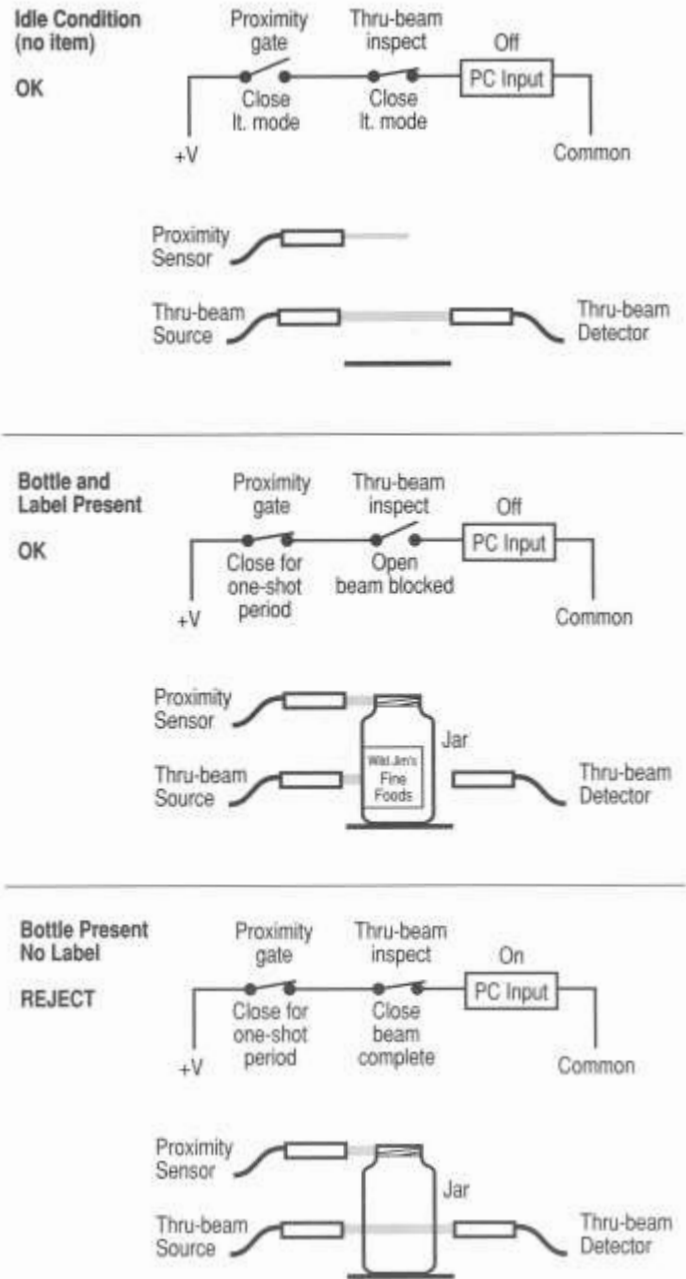 Idle Condition
(no item)
OK
Proximity
gate
Thru-beam
inspect
Off
PC Input
Close
lt. mode
Close
lt. mode
+V
Common
Proximity
Sensor
Thru-beam
Source
Thru-beam
Detector
Bottle and
Label Present
OK
Proximity
gate
Thru-beam
inspect
Off
PC Input
Close for
one-shot
period
Open
beam blocked
+V
Common
Proximity
Sensor
Jar
Wild Jim's
Fine
Foods
Thru-beam
Source
Thru-beam
Detector
Bottle Present
No Label
REJECT
Proximity
gate
Thru-beam
inspect
On
PC Input
Close for
one-shot
period
Close
beam
complete
+V
Common
Proximity
Sensor
Jar
Thru-beam
Source
Thru-beam
Detector